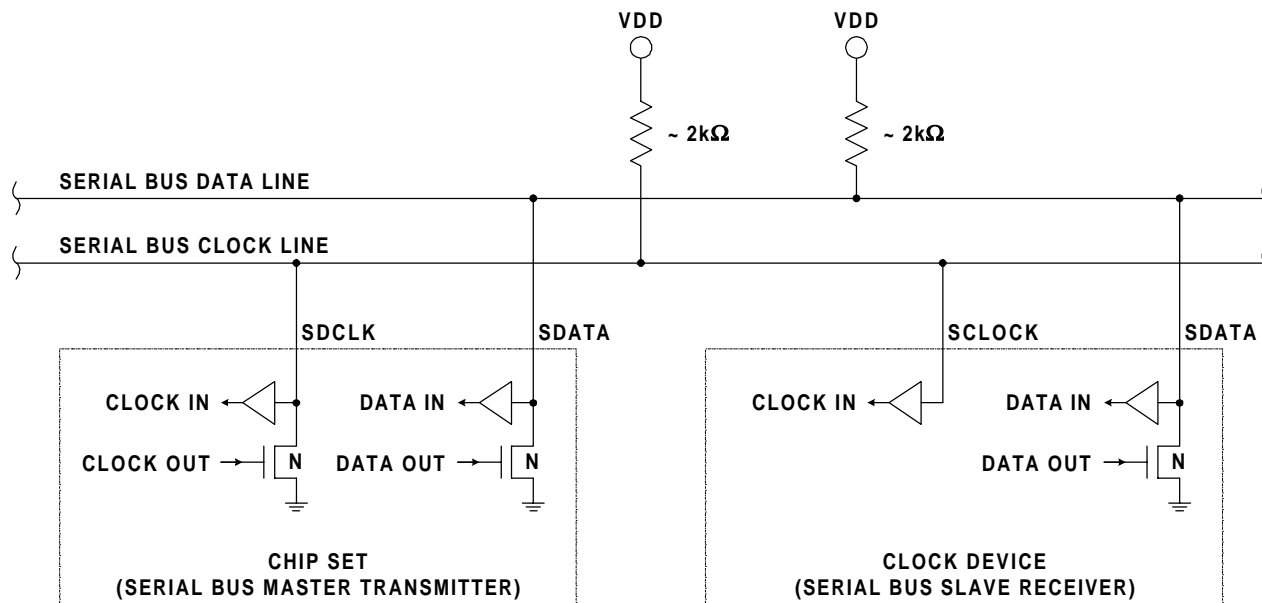 VDD
VDD
~ 2kΩ
~ 2kΩ
SERIAL BUS DATA LINE
SERIAL BUS CLOCK LINE
SDCLK
SDATA
SCLOCK
SDATA
CLOCK IN
DATA IN
CLOCK IN
DATA IN
CLOCK OUT
N
DATA OUT
N
DATA OUT
N
CHIP SET
(SERIAL BUS MASTER TRANSMITTER)
CLOCK DEVICE
(SERIAL BUS SLAVE RECEIVER)